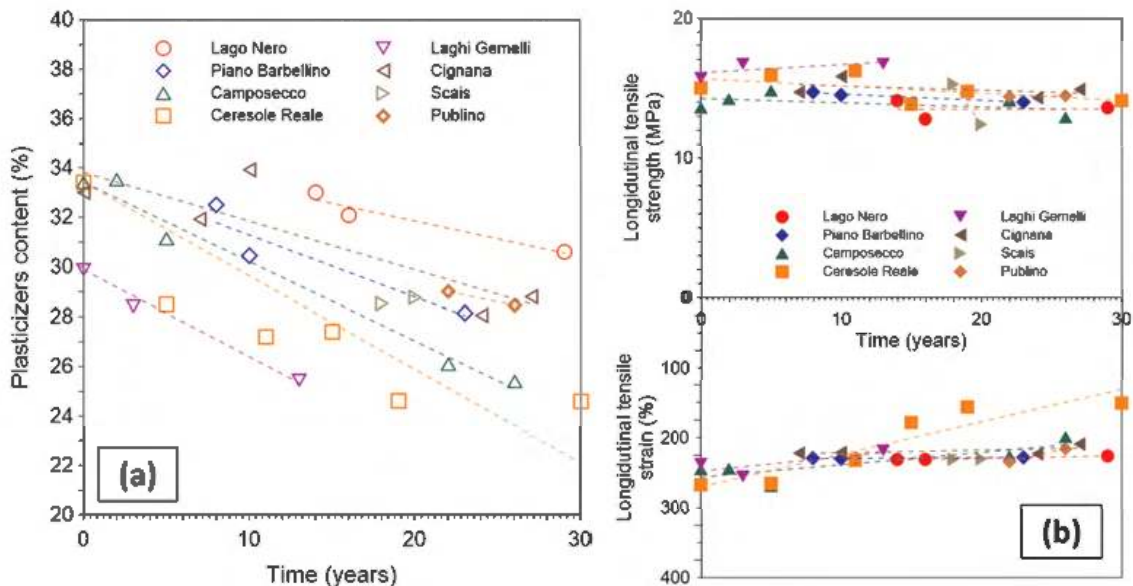 40
38
36
34
32
30
28
26
24
22
20
Plasticizers content (%)
Lago Nero
Piano Barbellino
Camposecco
Ceresole Reale
Laghi Gemelli
Cignana
Scais
Publino
(a)
0
10
20
30
Time (years)
20
10
0
Longidutinal tensile
strength (MPa)
Lago Nero
Piano Barbellino
Camposecco
Ceresole Reale
Laghi Gemelli
Cignana
Scais
Publino
0
10
20
30
Time (years)
100
200
300
400
Longidutinal tensile
strain (%)
(b)